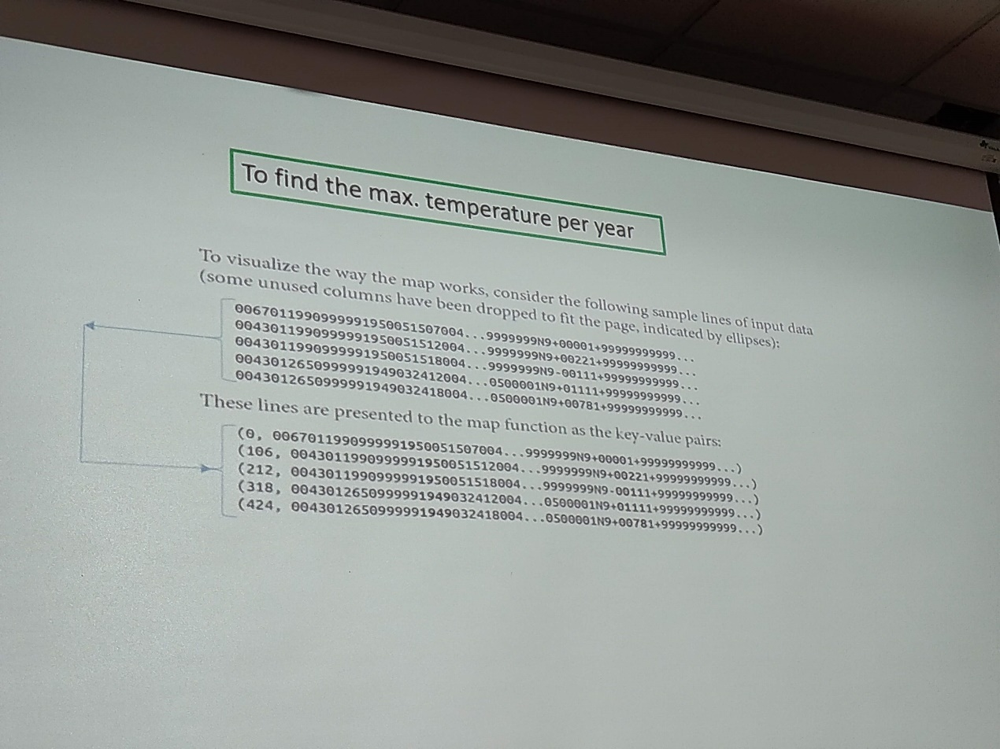 To find the max. temperature per year
To visualize the way the map works, consider the following sample lines of input data
(some unused columns have been dropped to fit the page, indicated by ellipses):
0067011990999991950051507004...9999999N9+00001+99999999999...
0043011990999991950051512004...9999999N9+00221+99999999999...
0043011990999991950051518004...9999999N9-00111+99999999999...
0043012650999991949032412004...0500001N9+01111+99999999999...
0043012650999991949032418004...0500001N9+00781+99999999999...
These lines are presented to the map function as the key-value pairs:
(0, 0067011990999991950051507004...9999999N9+00001+99999999999...)
(106, 0043011990999991950051512004...9999999N9+00221+99999999999...)
(212, 0043011990999991950051518004...9999999N9-00111+99999999999...)
(318, 0043012650999991949032412004...0500001N9+01111+99999999999...)
(424, 0043012650999991949032418004...0500001N9+00781+99999999999...)